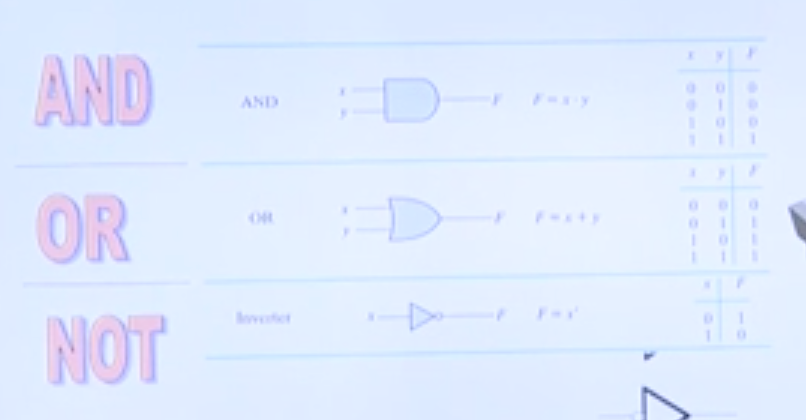 AND
AND x y F F = x · y
x y F
0 0 0
0 1 0
1 0 0
1 1 1
OR
OR x y F F = x + y
x y F
0 0 0
0 1 1
1 0 1
1 1 1
NOT
Inverter x F F = x'
x F
0 1
1 0